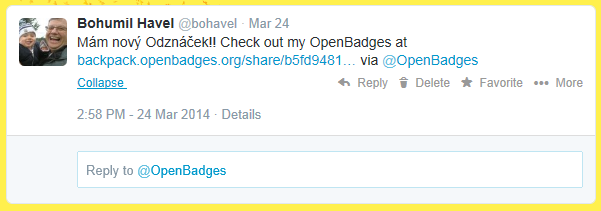 Bohumil Havel @bohavel · Mar 24
Mám nový Odznáček!! Check out my OpenBadges at
backpack.openbadges.org/share/b5fd9481... via @OpenBadges
Collapse Reply Delete Favorite More
2:58 PM - 24 Mar 2014 · Details
Reply to @OpenBadges